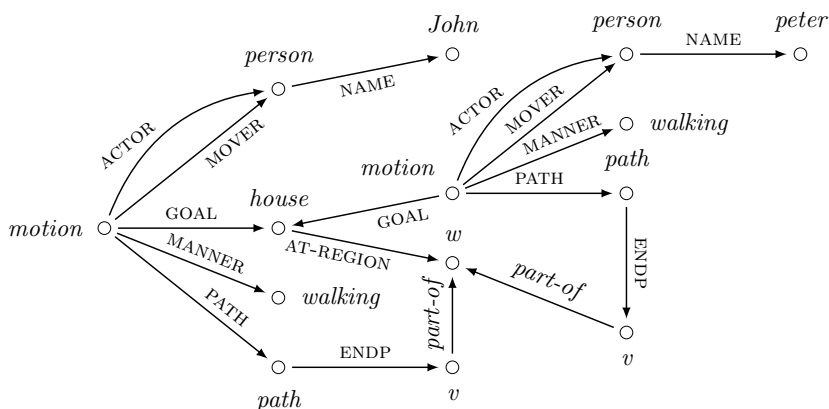 John
person
peter
person
NAME
NAME
ACTOR
MOVER
ACTOR
MOVER
MANNER
walking
motion
PATH
path
house
GOAL
GOAL
motion
w
AT-REGION
MANNER
walking
part-of
part-of
ENDP
PATH
ENDP
v
path
v